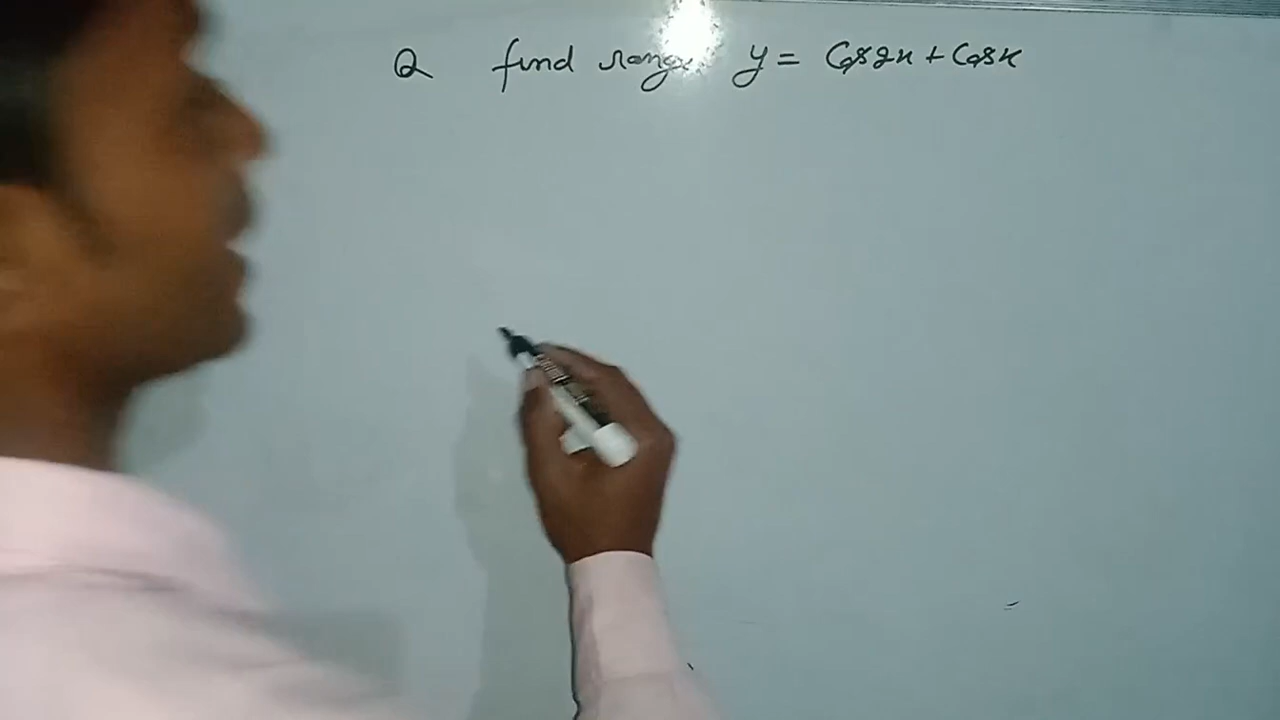 Q find range y = Cos2x + Cosx